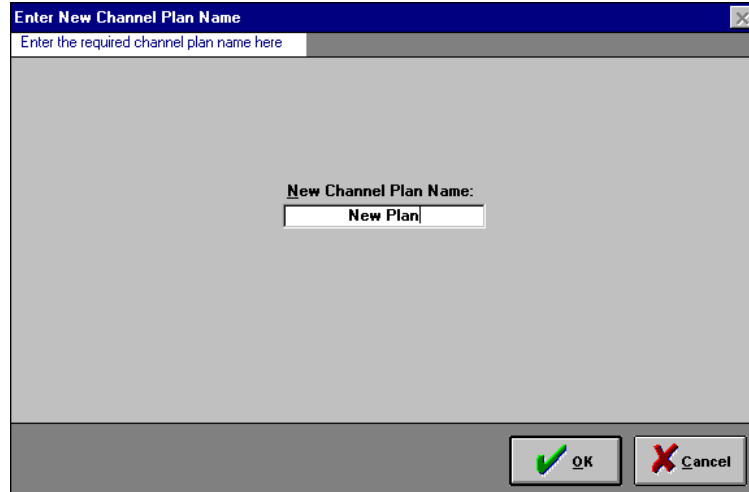 Enter New Channel Plan Name
Enter the required channel plan name here
New Channel Plan Name:
New Plan
OK
Cancel